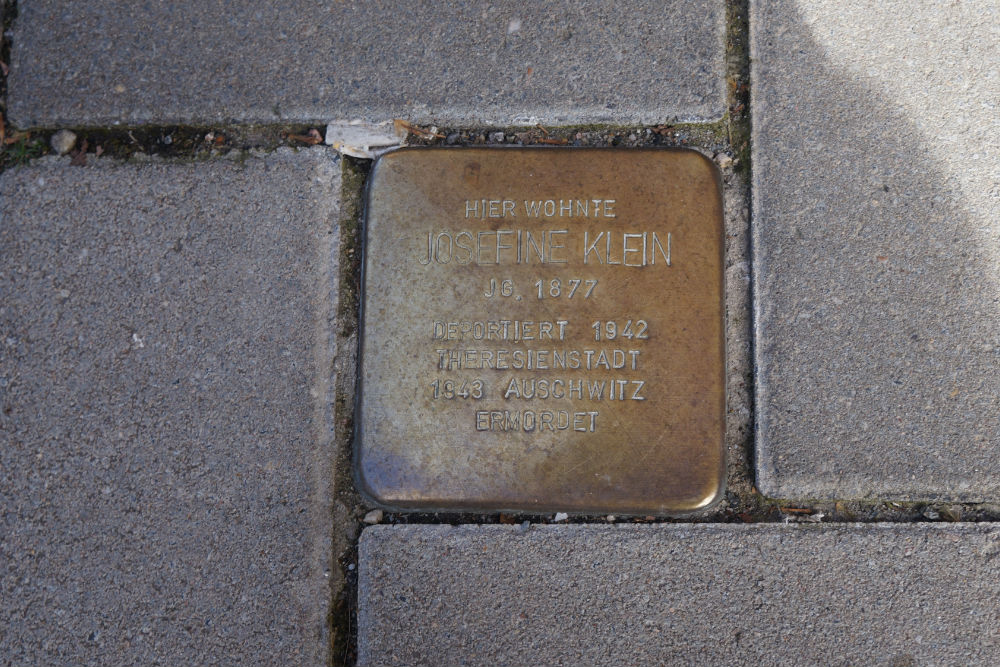 HIER WOHNTE
JOSEFINE KLEIN
JG. 1877
DEPORTIERT 1942
THERESIENSTADT
1943 AUSCHWITZ
ERMORDET